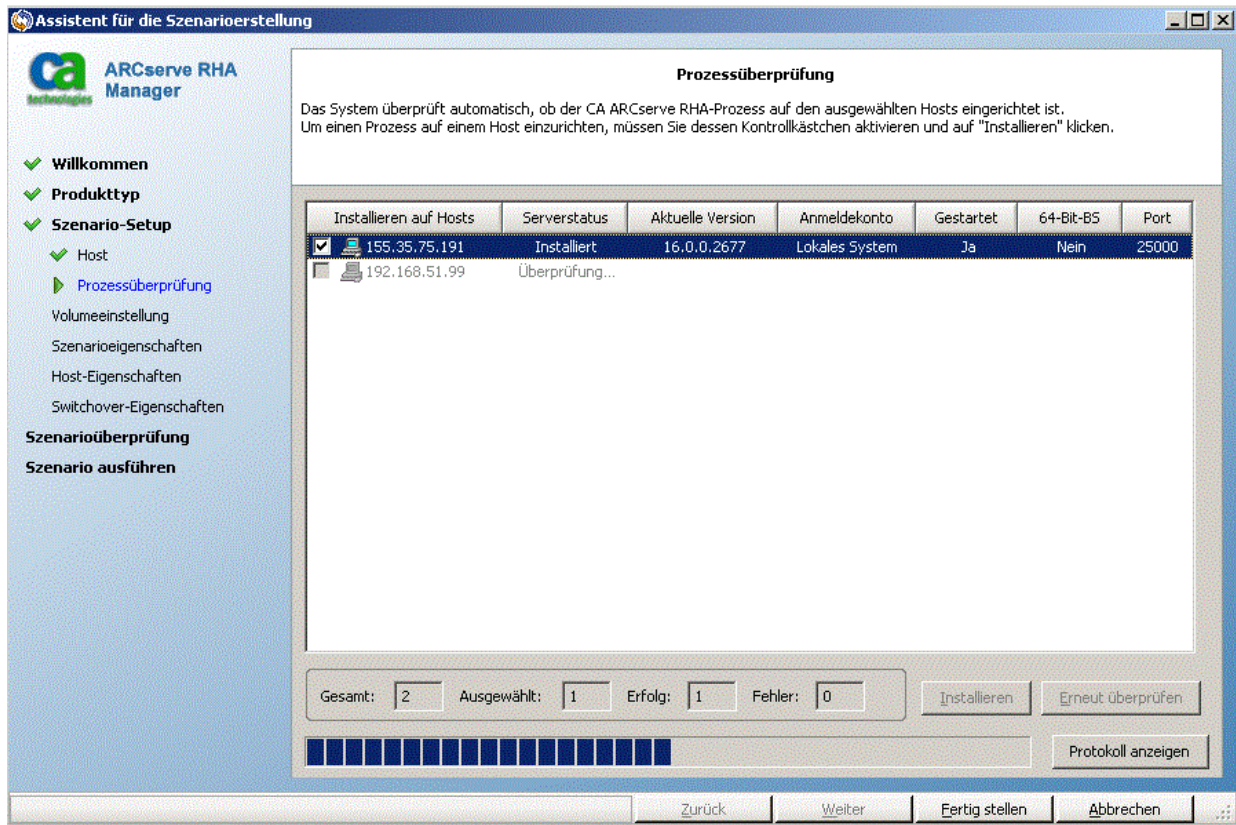 Assistent für die Szenarioerstellung
ca
technologies
ARCserve RHA
Manager
Willkommen
Produkttyp
Szenario-Setup
Host
Prozessüberprüfung
Volumeeinstellung
Szenarioeigenschaften
Host-Eigenschaften
Switchover-Eigenschaften
Szenarioüberprüfung
Szenario ausführen
Prozessüberprüfung
Das System überprüft automatisch, ob der CA ARCserve RHA-Prozess auf den ausgewählten Hosts eingerichtet ist.
Um einen Prozess auf einem Host einzurichten, müssen Sie dessen Kontrollkästchen aktivieren und auf "Installieren" klicken.
Installieren auf Hosts Serverstatus Aktuelle Version Anmeldekonto Gestartet 64-Bit-BS Port
155.35.75.191 Installiert 16.0.0.2677 Lokales System Ja Nein 25000
192.168.51.99 Überprüfung...
Gesamt: 2 Ausgewählt: 1 Erfolg: 1 Fehler: 0 Installieren Erneut überprüfen
Protokoll anzeigen
Zurück Weiter Fertig stellen Abbrechen